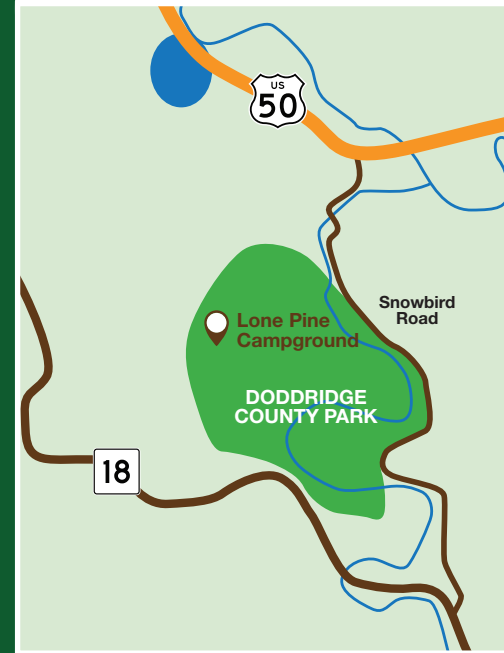 US
50
Snowbird
Road
Lone Pine
Campground
DODDRIDGE
COUNTY PARK
18